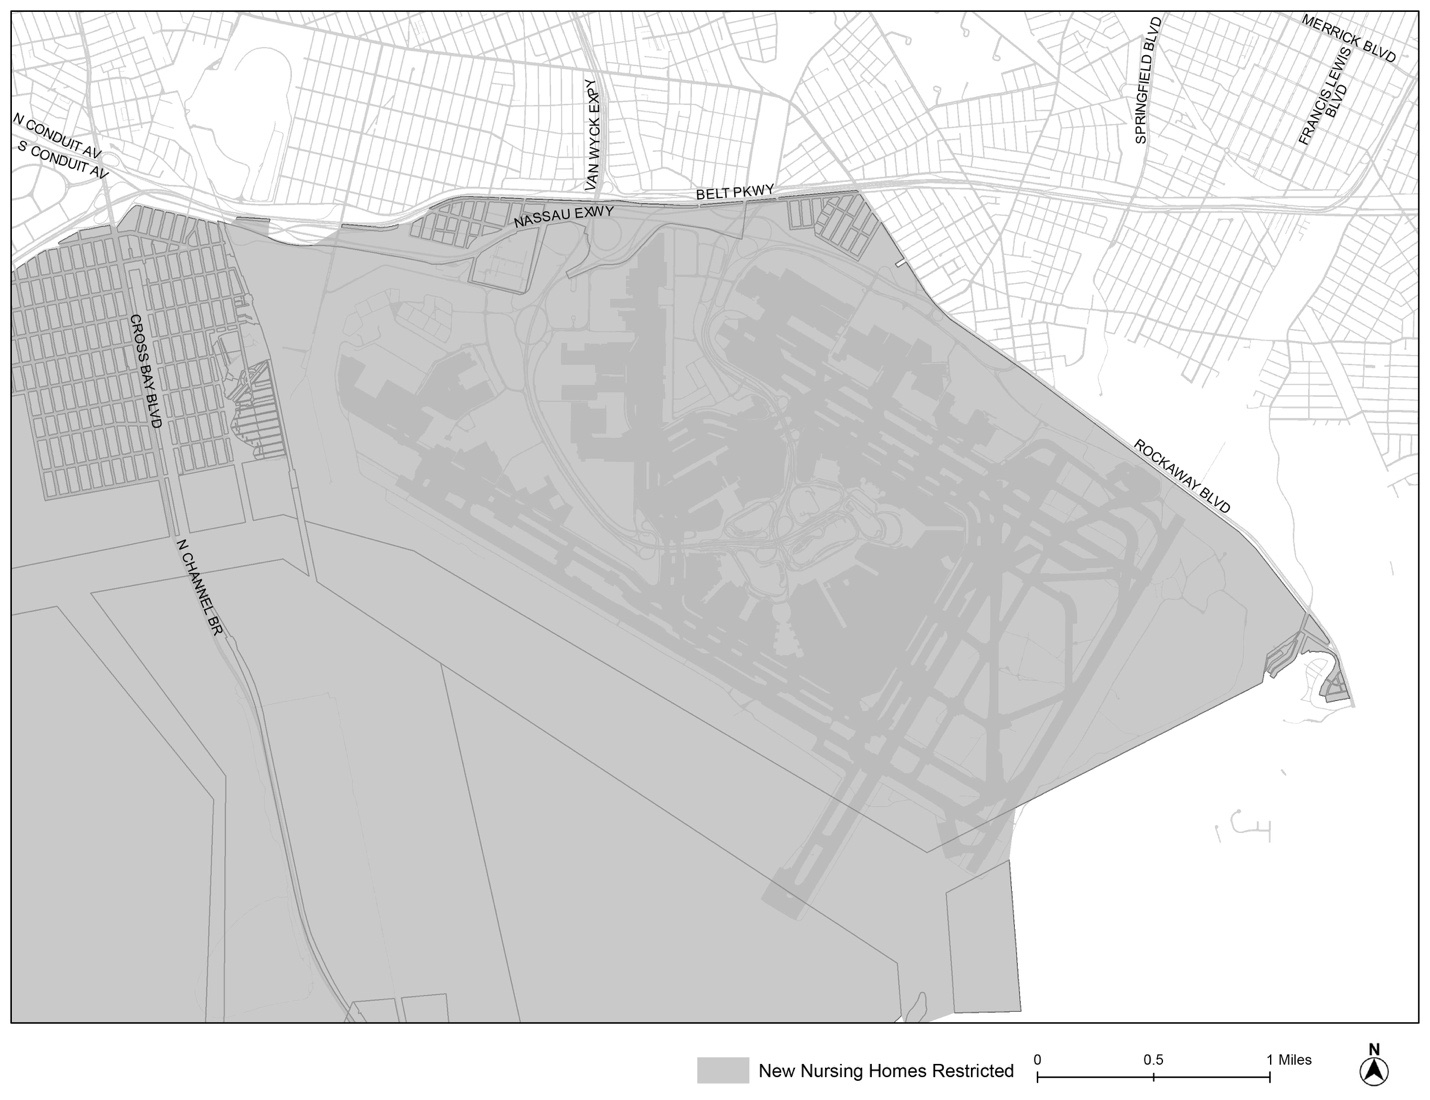 MERRICK BLVD
FRANCIS LEWIS
BLVD
SPRINGFIELD BLVD
VAN WYCK EXPY
N CONDUIT AV
S CONDUIT AV
BELT PKWY
NASSAU EXWY
CROSS BAY BLVD
ROCKAWAY BLVD
N CHANNEL BR
New Nursing Homes Restricted
0 0.5 1 Miles
N